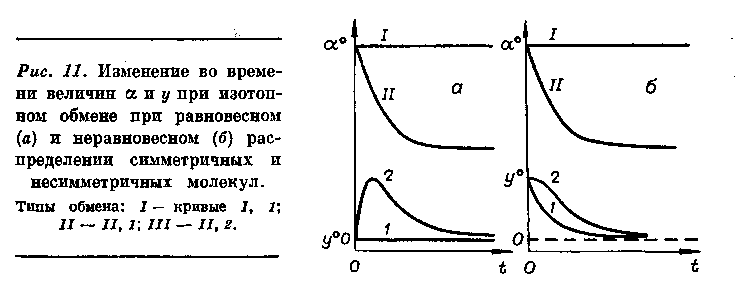 Рис. 11. Изменение во време-
ни величин α и y при изотоп-
ном обмене при равновесном
(а) и неравновесном (б) рас-
пределении симметричных и
несимметричных молекул.
Типы обмена: I — кривые I, 1;
II — II, 1; III — II, 2.
α° I
II а
2
1
y°0
0 t
α° I
II б
y° 2
1
0
0 t